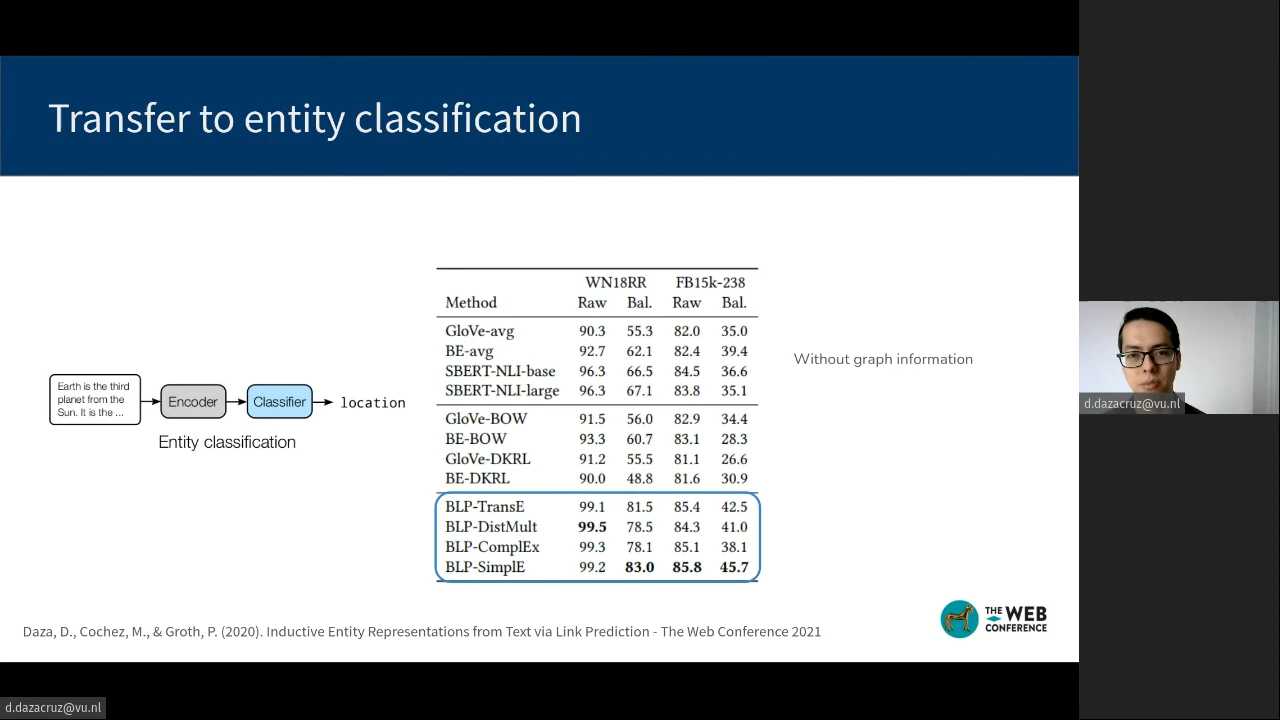 Transfer to entity classification
Earth is the third
planet from the
Sun. It is the ...
Encoder
Classifier
location
Entity classification
WN18RR FB15k-238
Method Raw Bal. Raw Bal.
GloVe-avg 90.3 55.3 82.0 35.0
BE-avg 92.7 62.1 82.4 39.4
SBERT-NLI-base 96.3 66.5 84.5 36.6
SBERT-NLI-large 96.3 67.1 83.8 35.1
GloVe-BOW 91.5 56.0 82.9 34.4
BE-BOW 93.3 60.7 83.1 28.3
GloVe-DKRL 91.2 55.5 81.1 26.6
BE-DKRL 90.0 48.8 81.6 30.9
BLP-TransE 99.1 81.5 85.4 42.5
BLP-DistMult 99.5 78.5 84.3 41.0
BLP-ComplEx 99.3 78.1 85.1 38.1
BLP-SimplE 99.2 83.0 85.8 45.7
Without graph information
d.dazacruz@vu.nl
Daza, D., Cochez, M., & Groth, P. (2020). Inductive Entity Representations from Text via Link Prediction - The Web Conference 2021
THE WEB
CONFERENCE
d.dazacruz@vu.nl